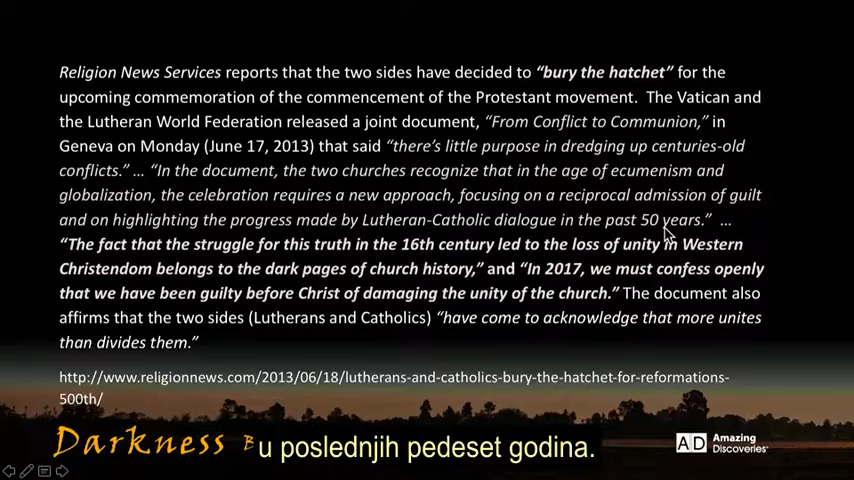 Religion News Services reports that the two sides have decided to “bury the hatchet” for the
upcoming commemoration of the commencement of the Protestant movement. The Vatican and
the Lutheran World Federation released a joint document, “From Conflict to Communion,” in
Geneva on Monday (June 17, 2013) that said “there’s little purpose in dredging up centuries-old
conflicts.” … “In the document, the two churches recognize that in the age of ecumenism and
globalization, the celebration requires a new approach, focusing on a reciprocal admission of guilt
and on highlighting the progress made by Lutheran-Catholic dialogue in the past 50 years.” …
“The fact that the struggle for this truth in the 16th century led to the loss of unity in Western
Christendom belongs to the dark pages of church history,” and “In 2017, we must confess openly
that we have been guilty before Christ of damaging the unity of the church.” The document also
affirms that the two sides (Lutherans and Catholics) “have come to acknowledge that more unites
than divides them.”
http://www.religionnews.com/2013/06/18/lutherans-and-catholics-bury-the-hatchet-for-reformations-
500th/
Darkness
u poslednjih pedeset godina.
AD Amazing
Discoveries